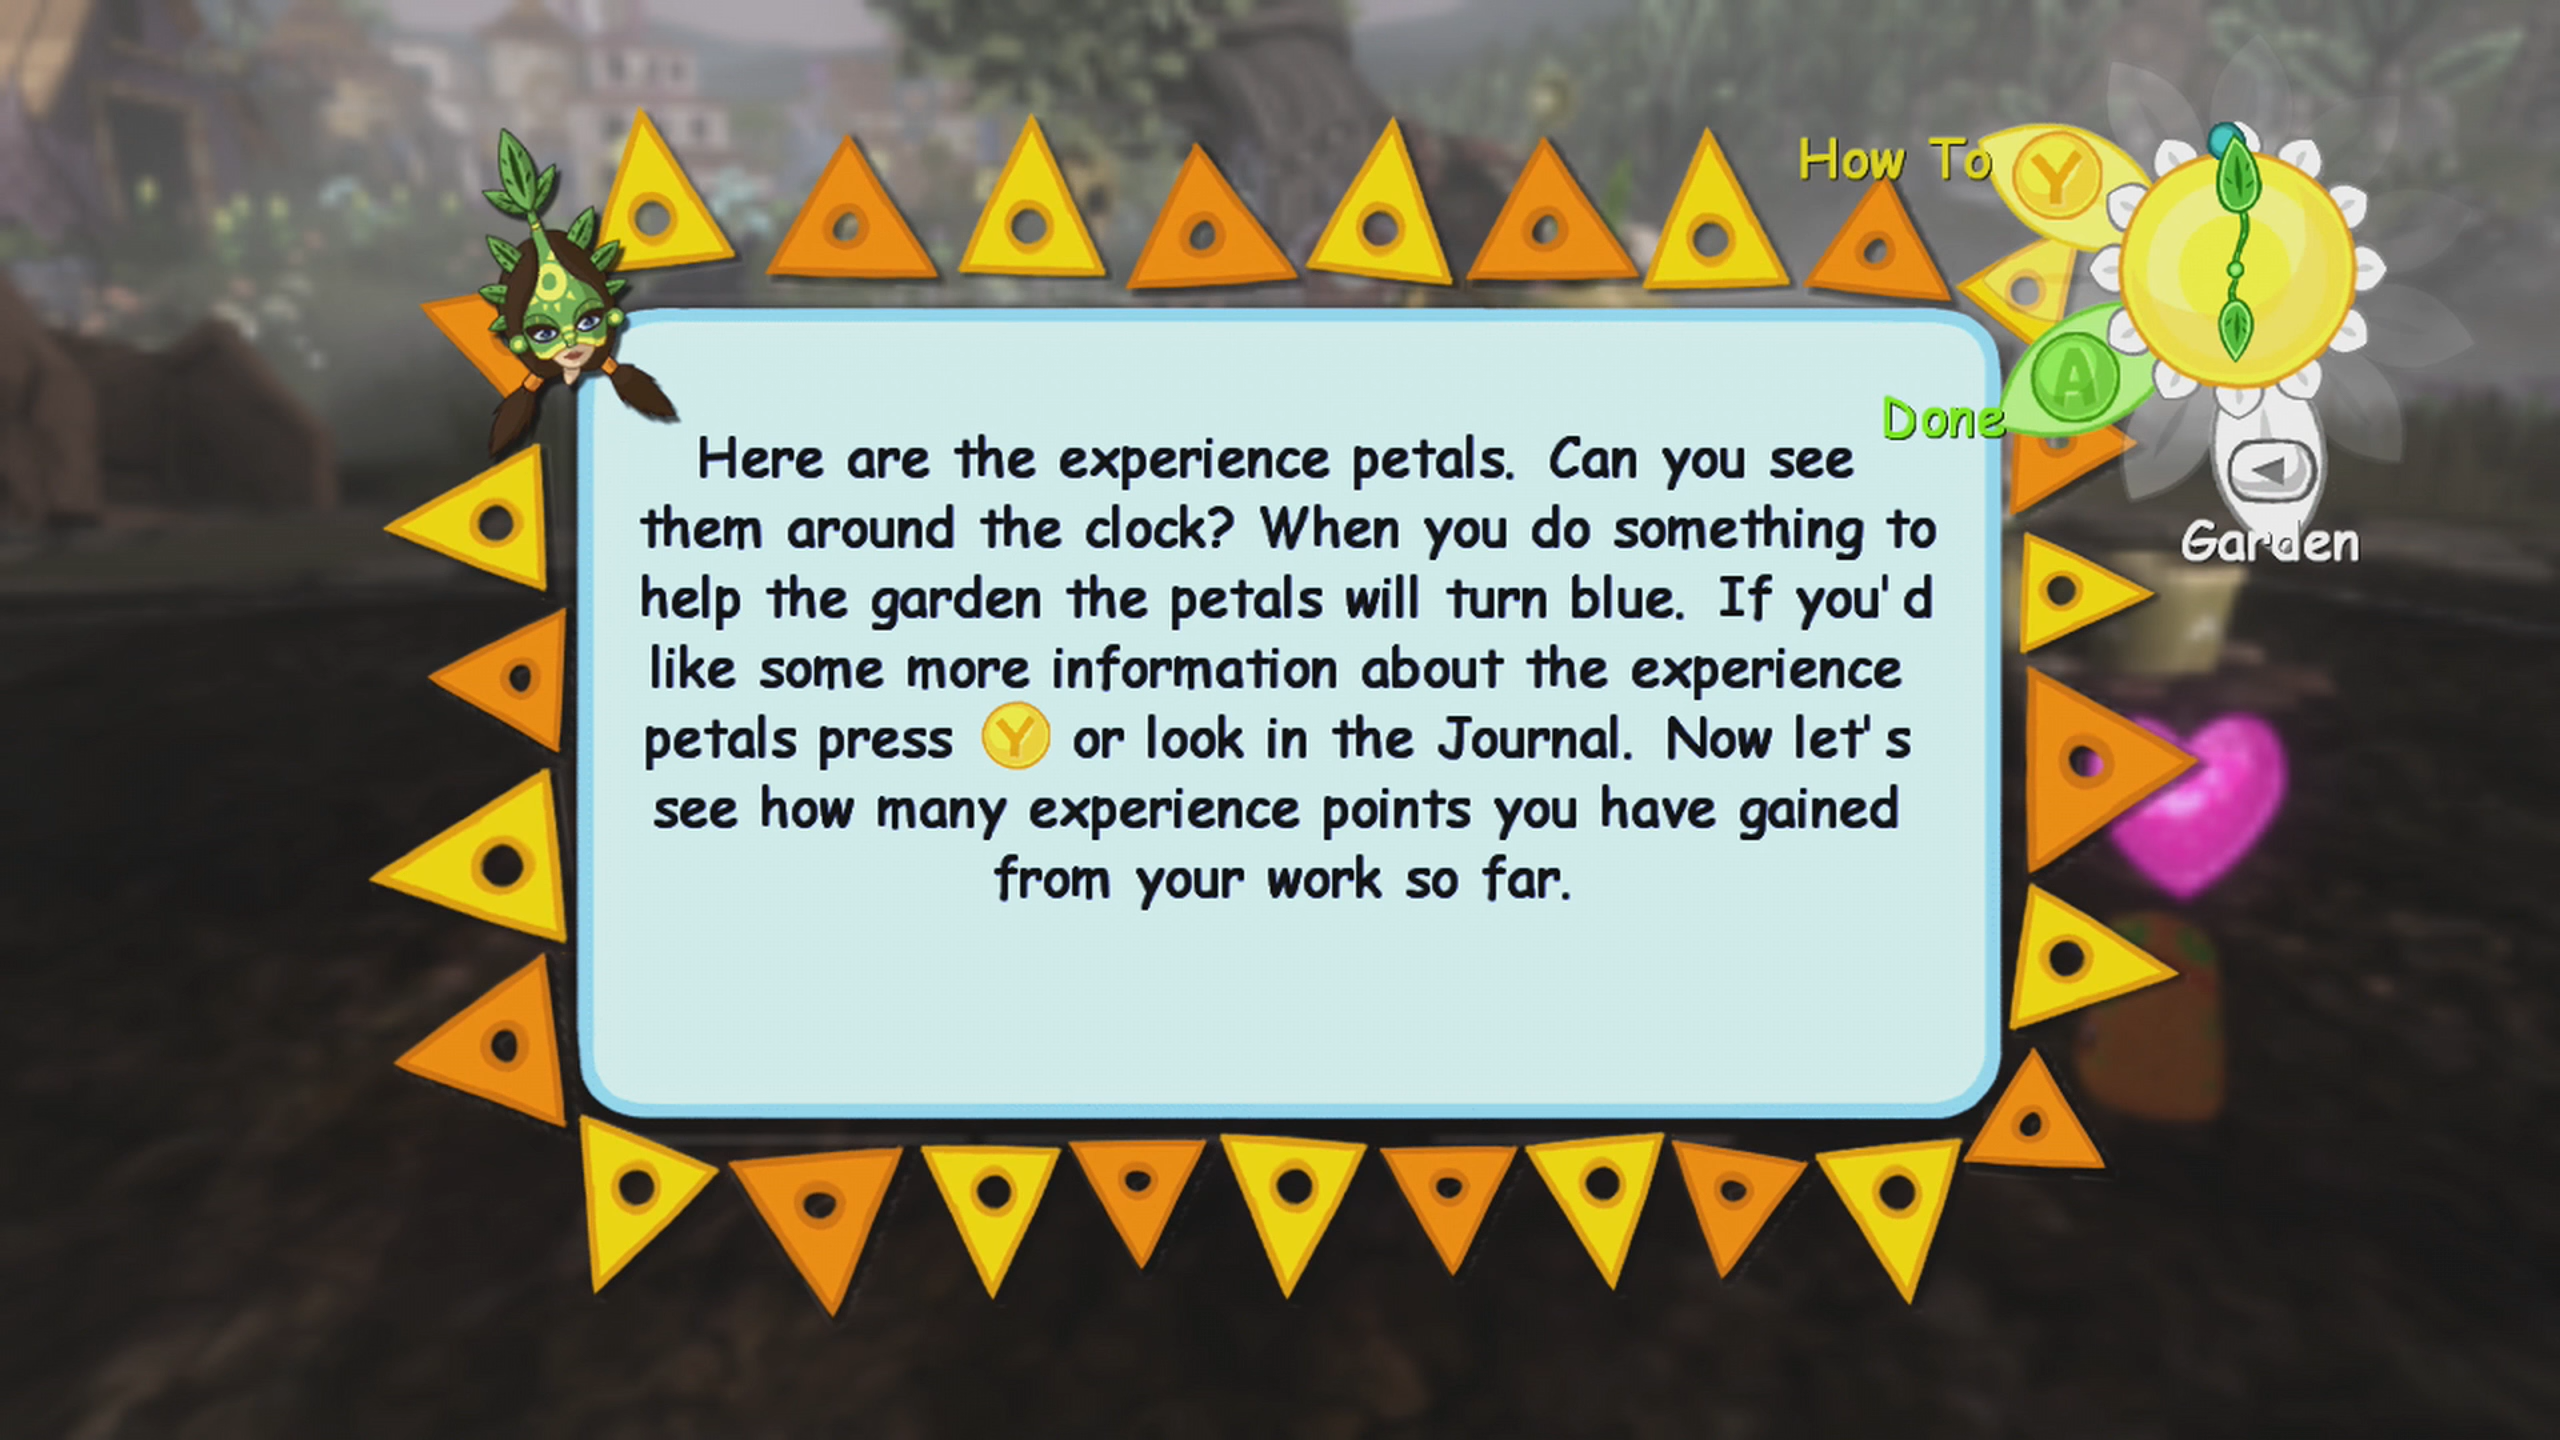 How To Y
A
Done
Garden
Here are the experience petals. Can you see
them around the clock? When you do something to
help the garden the petals will turn blue. If you'd
like some more information about the experience
petals press Y or look in the Journal. Now let's
see how many experience points you have gained
from your work so far.